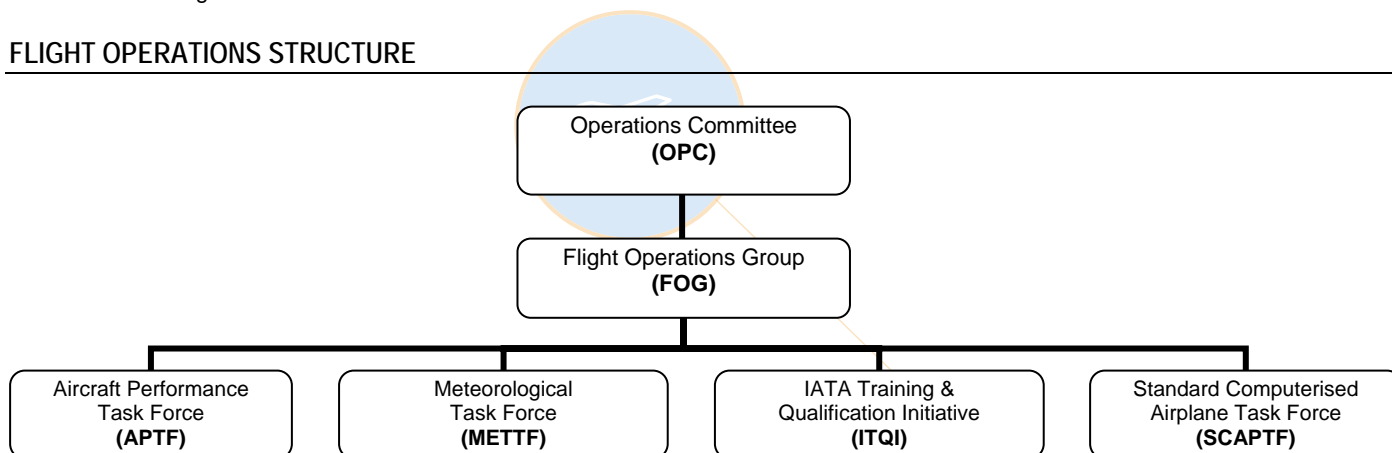 FLIGHT OPERATIONS STRUCTURE
Operations Committee
(OPC)
Flight Operations Group
(FOG)
Aircraft Performance
Task Force
(APTF)
Meteorological
Task Force
(METTF)
IATA Training &
Qualification Initiative
(ITQI)
Standard Computerised
Airplane Task Force
(SCAPTF)